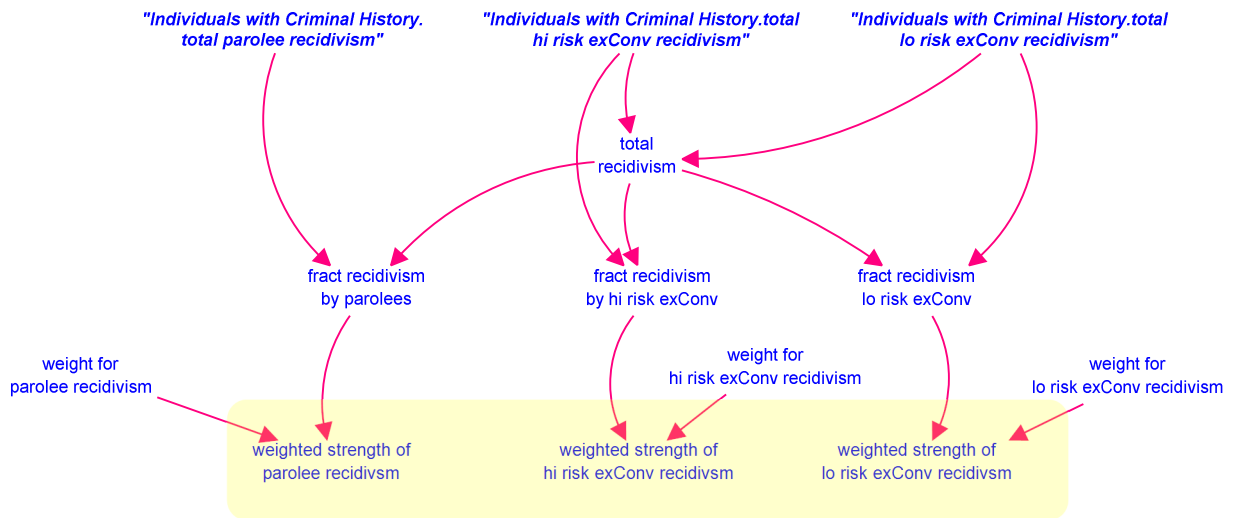 "Individuals with Criminal History.
total parolee recidivism"
"Individuals with Criminal History.total
hi risk exConv recidivism"
"Individuals with Criminal History.total
lo risk exConv recidivism"
total
recidivism
fract recidivism
by parolees
fract recidivism
by hi risk exConv
fract recidivism
lo risk exConv
weight for
parolee recidivism
weight for
hi risk exConv recidivism
weight for
lo risk exConv recidivism
weighted strength of
parolee recidivsm
weighted strength of
hi risk exConv recidivsm
weighted strength of
lo risk exConv recidivsm